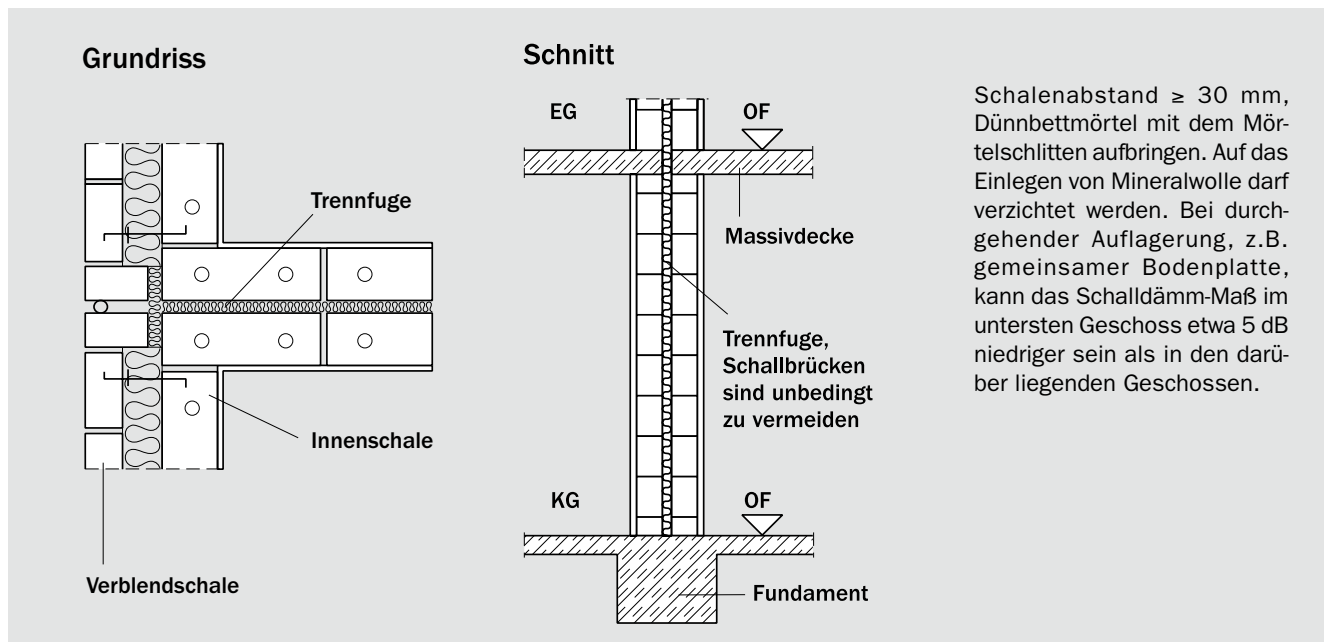 Grundriss
Trennfuge
Innenschale
Verblendschale
Schnitt
EG
OF
Massivdecke
Trennfuge,
Schallbrücken
sind unbedingt
zu vermeiden
KG
OF
Fundament
Schalenabstand ≥ 30 mm,
Dünnbettmörtel mit dem Mör-
telschlitten aufbringen. Auf das
Einlegen von Mineralwolle darf
verzichtet werden. Bei durch-
gehender Auflagerung, z.B.
gemeinsamer Bodenplatte,
kann das Schalldämm-Maß im
untersten Geschoss etwa 5 dB
niedriger sein als in den darü-
ber liegenden Geschossen.